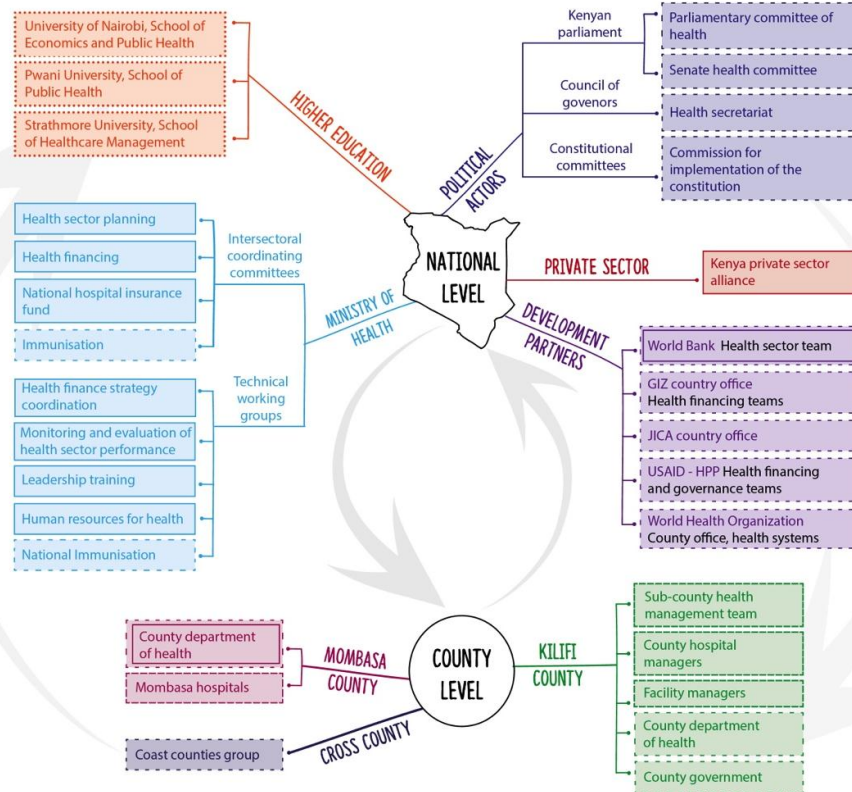 University of Nairobi, School of
Economics and Public Health
Pwani University, School of
Public Health
Strathmore University, School
of Healthcare Management
HIGHER EDUCATION
Kenyan
parliament
Parliamentary committee of
health
Senate health committee
Council of
govenors
Health secretariat
Constitutional
committees
Commission for
implementation of the
constitution
POLITICAL
ACTORS
NATIONAL
LEVEL
PRIVATE SECTOR
Kenya private sector
alliance
Health sector planning
Health financing
National hospital insurance
fund
Immunisation
Intersectoral
coordinating
committees
MINISTRY OF
HEALTH
Technical
working
groups
Health finance strategy
coordination
Monitoring and evaluation of
health sector performance
Leadership training
Human resources for health
National Immunisation
DEVELOPMENT
PARTNERS
World Bank Health sector team
GIZ country office
Health financing teams
JICA country office
USAID - HPP Health financing
and governance teams
World Health Organization
County office, health systems
COUNTY
LEVEL
MOMBASA
COUNTY
County department
of health
Mombasa hospitals
CROSS COUNTY
Coast counties group
KILIFI
COUNTY
Sub-county health
management team
County hospital
managers
Facility managers
County department
of health
County government